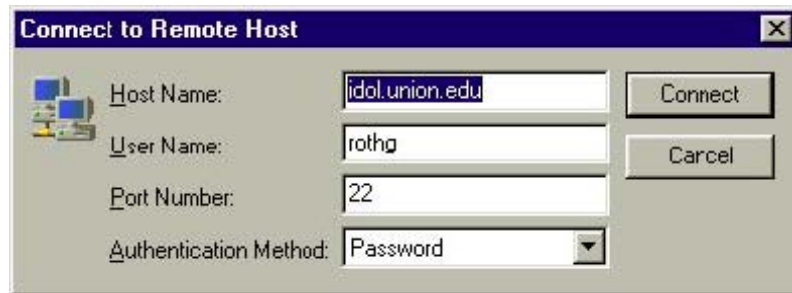 Connect to Remote Host
Host Name: idol.union.edu Connect
User Name: rothg Carcel
Port Number: 22
Authentication Method: Password